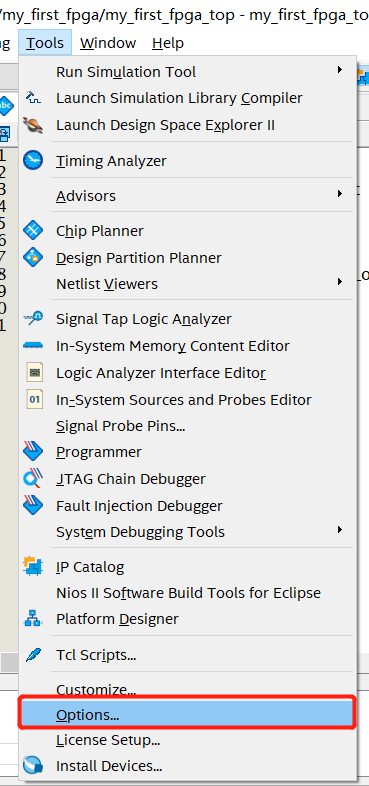 /my_first_fpga/my_first_fpga_top - my_first_fpga_to
g Tools Window Help
Run Simulation Tool
Launch Simulation Library Compiler
Launch Design Space Explorer II
Timing Analyzer
Advisors
Chip Planner
Design Partition Planner
Netlist Viewers
Signal Tap Logic Analyzer
In-System Memory Content Editor
Logic Analyzer Interface Editor
In-System Sources and Probes Editor
Signal Probe Pins...
Programmer
JTAG Chain Debugger
Fault Injection Debugger
System Debugging Tools
IP Catalog
Nios II Software Build Tools for Eclipse
Platform Designer
Tcl Scripts...
Customize...
Options...
License Setup...
Install Devices...